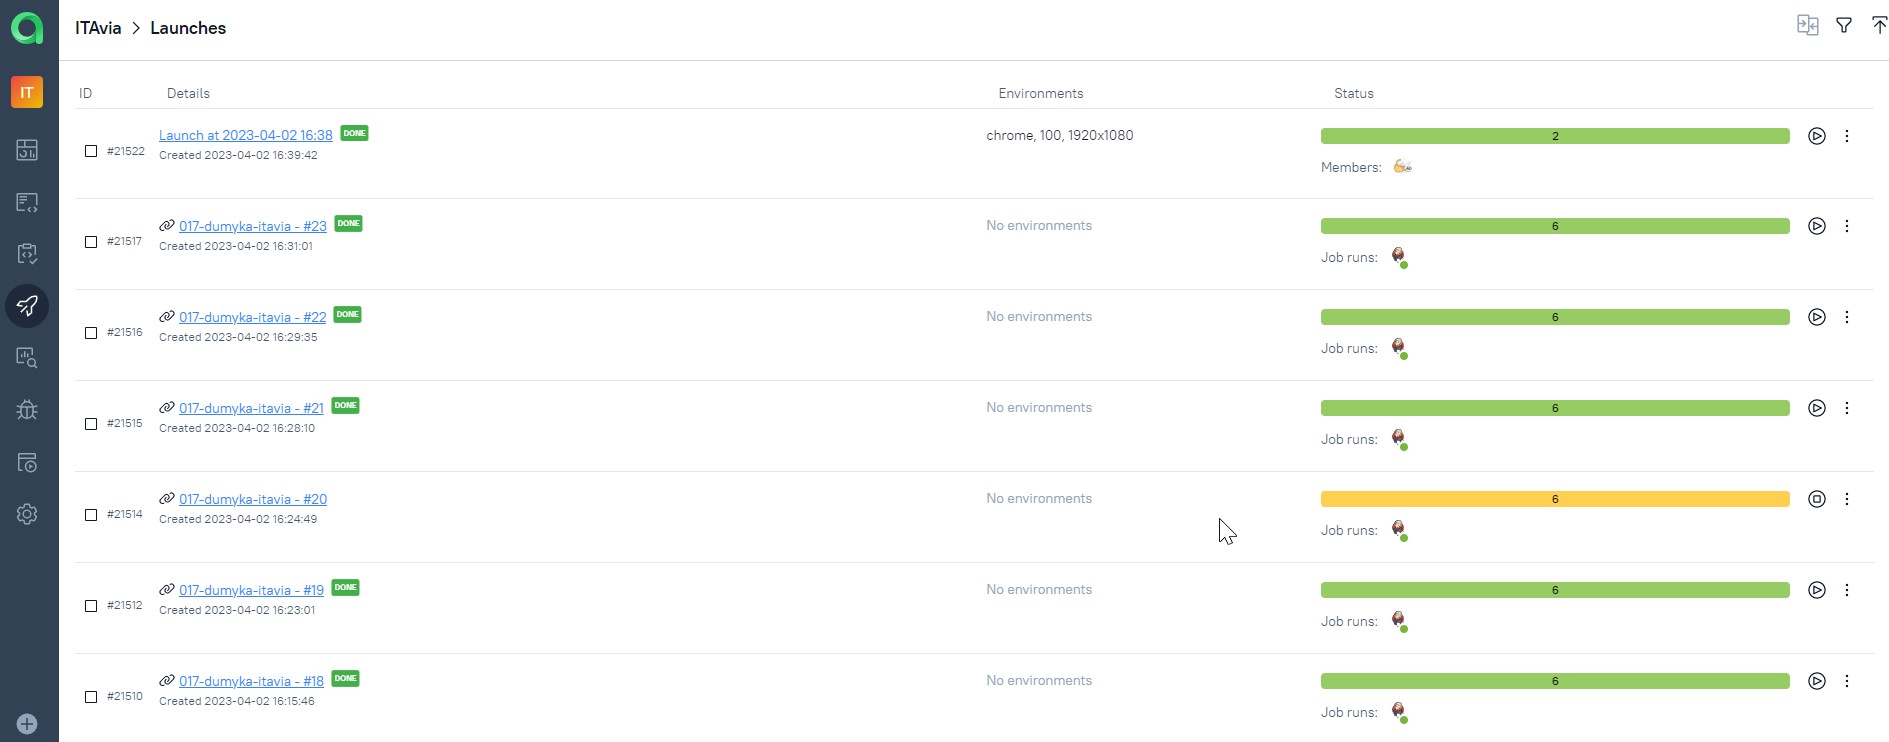 ITAvia > Launches
IT
ID Details Environments Status
Launch at 2023-04-02 16:38 DONE chrome, 100, 1920x1080 2
#21522 Created 2023-04-02 16:39:42
Members:
017-dumyka-itavia - #23 DONE No environments 6
#21517 Created 2023-04-02 16:31:01
Job runs:
017-dumyka-itavia - #22 DONE No environments 6
#21516 Created 2023-04-02 16:29:35
Job runs:
017-dumyka-itavia - #21 DONE No environments 6
#21515 Created 2023-04-02 16:28:10
Job runs:
017-dumyka-itavia - #20 No environments 6
#21514 Created 2023-04-02 16:24:49
Job runs:
017-dumyka-itavia - #19 DONE No environments 6
#21512 Created 2023-04-02 16:23:01
Job runs:
017-dumyka-itavia - #18 DONE No environments 6
#21510 Created 2023-04-02 16:15:46
Job runs: